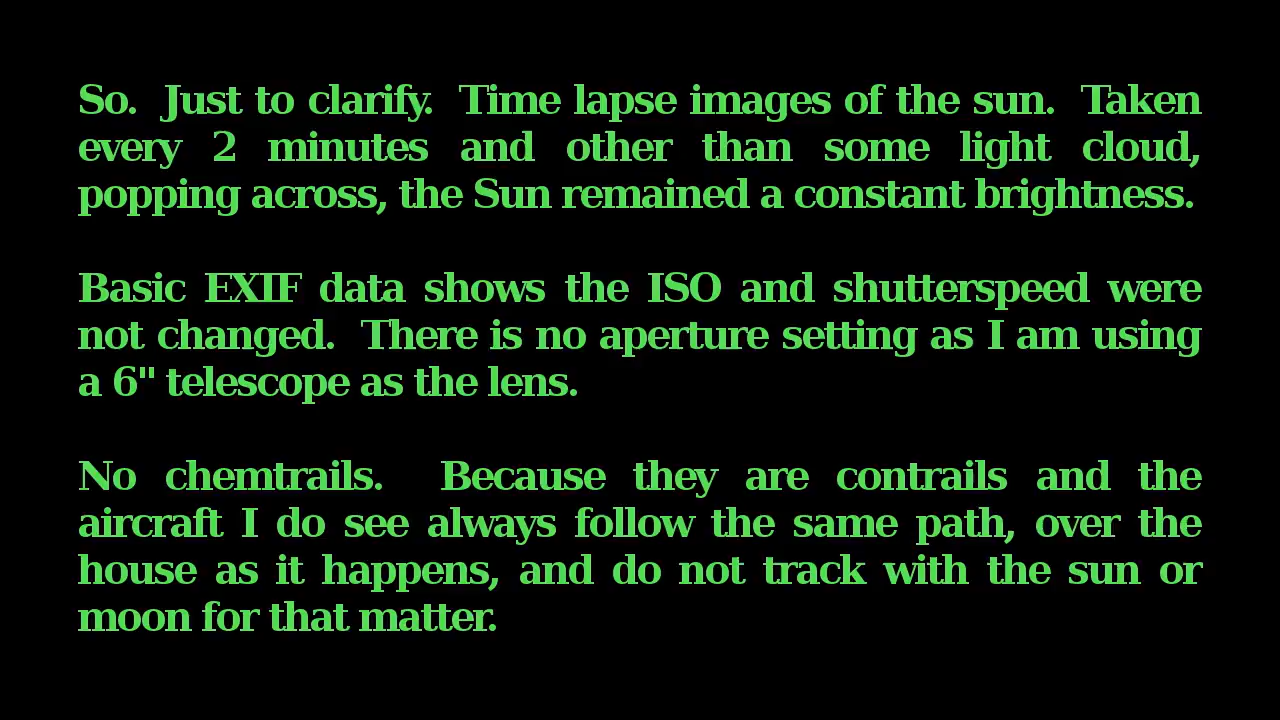 So.  Just to clarify.  Time lapse images of the sun.  Taken
every 2 minutes and other than some light cloud,
popping across, the Sun remained a constant brightness.
Basic EXIF data shows the ISO and shutterspeed were
not changed.  There is no aperture setting as I am using
a 6" telescope as the lens.
No chemtrails.  Because they are contrails and the
aircraft I do see always follow the same path, over the
house as it happens, and do not track with the sun or
moon for that matter.